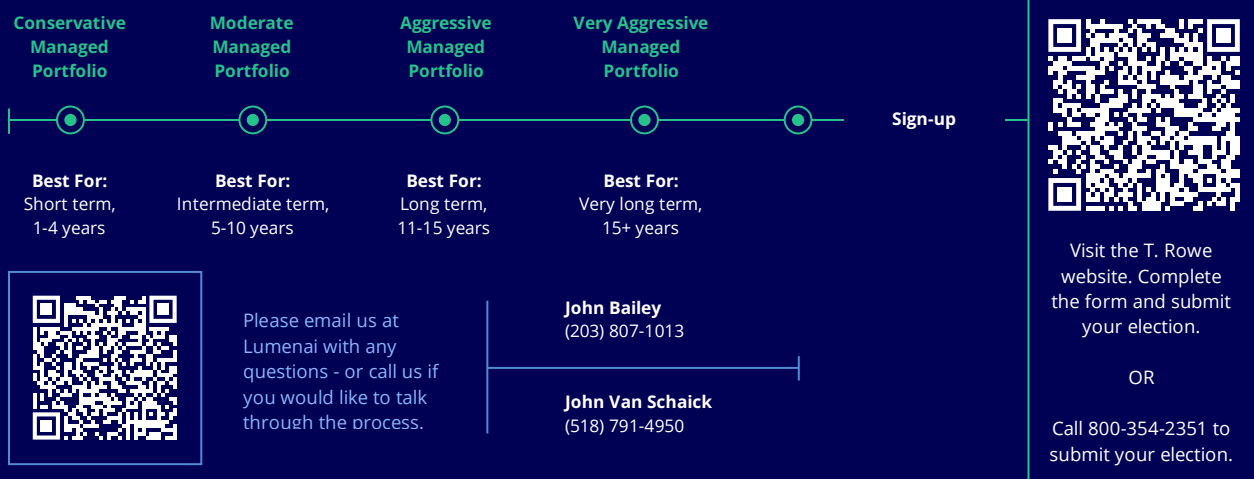 Conservative
Managed
Portfolio
Moderate
Managed
Portfolio
Aggressive
Managed
Portfolio
Very Aggressive
Managed
Portfolio
Sign-up
Best For:
Short term,
1-4 years
Best For:
Intermediate term,
5-10 years
Best For:
Long term,
11-15 years
Best For:
Very long term,
15+ years
Please email us at
Lumenai with any
questions - or call us if
you would like to talk
through the process.
John Bailey
(203) 807-1013
John Van Schaick
(518) 791-4950
Visit the T. Rowe
website. Complete
the form and submit
your election.
OR
Call 800-354-2351 to
submit your election.